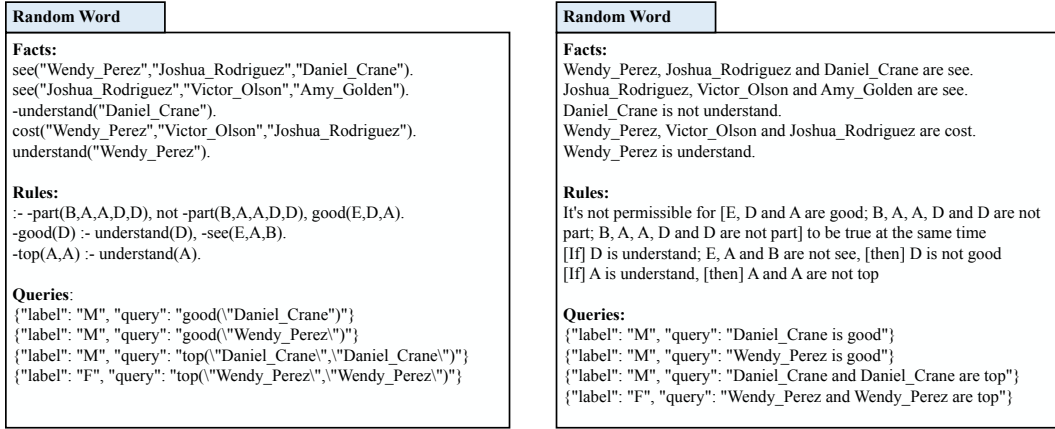 Random Word
Facts:
see("Wendy_Perez","Joshua_Rodriguez","Daniel_Crane").
see("Joshua_Rodriguez","Victor_Olson","Amy_Golden").
-understand("Daniel_Crane").
cost("Wendy_Perez","Victor_Olson","Joshua_Rodriguez").
understand("Wendy_Perez").
Rules:
:- -part(B,A,A,D,D), not -part(B,A,A,D,D), good(E,D,A).
-good(D) :- understand(D), -see(E,A,B).
-top(A,A) :- understand(A).
Queries:
{"label": "M", "query": "good(\"Daniel_Crane")"}
{"label": "M", "query": "good(\"Wendy_Perez\")"}
{"label": "M", "query": "top(\"Daniel_Crane\",\"Daniel_Crane\")"}
{"label": "F", "query": "top(\"Wendy_Perez\",\"Wendy_Perez\")"}
Random Word
Facts:
Wendy_Perez, Joshua_Rodriguez and Daniel_Crane are see.
Joshua_Rodriguez, Victor_Olson and Amy_Golden are see.
Daniel_Crane is not understand.
Wendy_Perez, Victor_Olson and Joshua_Rodriguez are cost.
Wendy_Perez is understand.
Rules:
It's not permissible for [E, D and A are good; B, A, A, D and D are not
part; B, A, A, D and D are not part] to be true at the same time
[If] D is understand; E, A and B are not see, [then] D is not good
[If] A is understand, [then] A and A are not top
Queries:
{"label": "M", "query": "Daniel_Crane is good"}
{"label": "M", "query": "Wendy_Perez is good"}
{"label": "M", "query": "Daniel_Crane and Daniel_Crane are top"}
{"label": "F", "query": "Wendy_Perez and Wendy_Perez are top"}